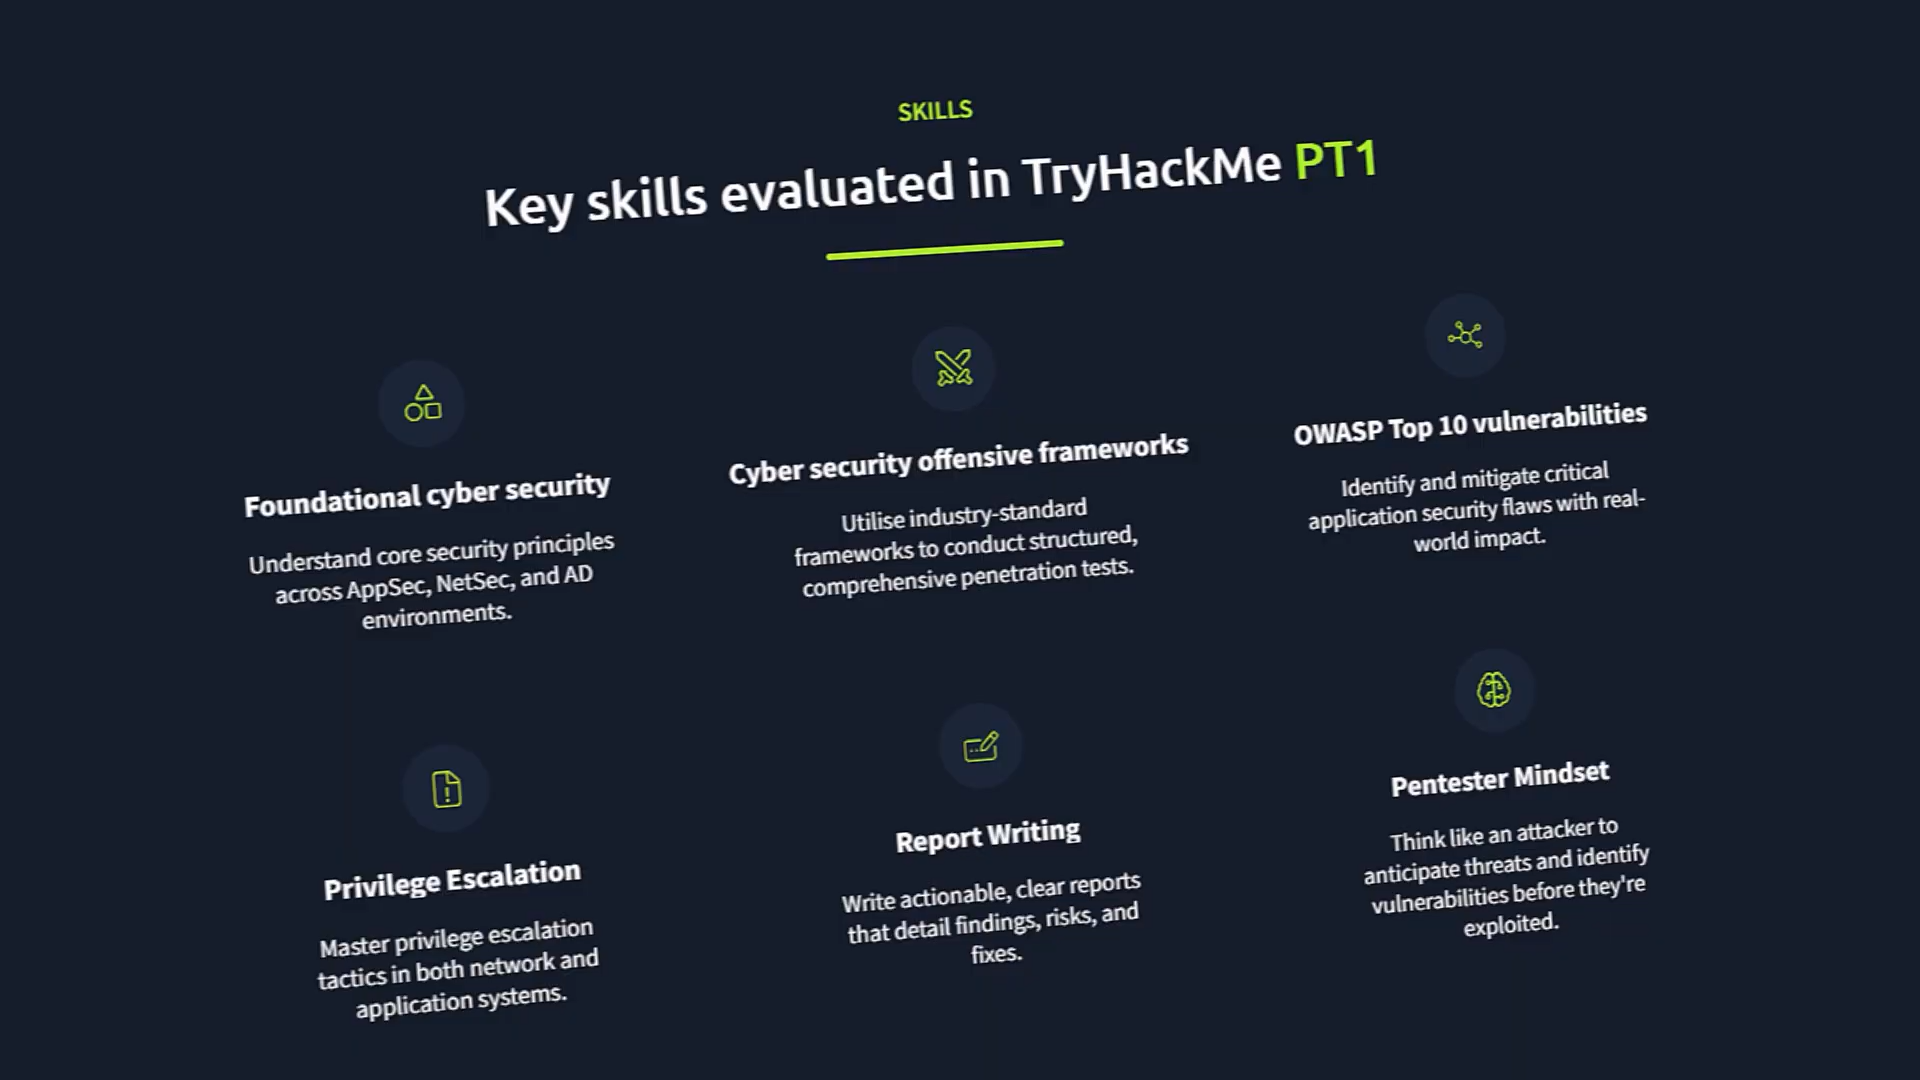 SKILLS
Key skills evaluated in TryHackMe PT1
Foundational cyber security
Understand core security principles
across AppSec, NetSec, and AD
environments.
Cyber security offensive frameworks
Utilise industry-standard
frameworks to conduct structured,
comprehensive penetration tests.
OWASP Top 10 vulnerabilities
Identify and mitigate critical
application security flaws with real-
world impact.
Privilege Escalation
Master privilege escalation
tactics in both network and
application systems.
Report Writing
Write actionable, clear reports
that detail findings, risks, and
fixes.
Pentester Mindset
Think like an attacker to
anticipate threats and identify
vulnerabilities before they're
exploited.